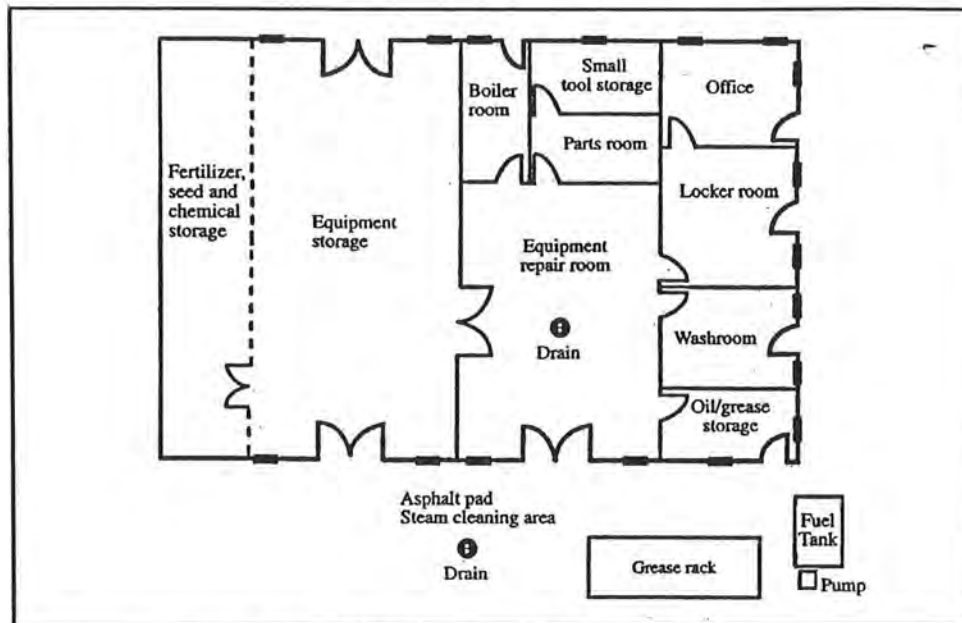 Boiler
room
Small
tool storage
Office
Parts room
Fertilizer,
seed and
chemical
storage
Equipment
storage
Equipment
repair room
Locker room
Drain
Washroom
Oil/grease
storage
Asphalt pad
Steam cleaning area
Drain
Grease rack
Fuel
Tank
Pump